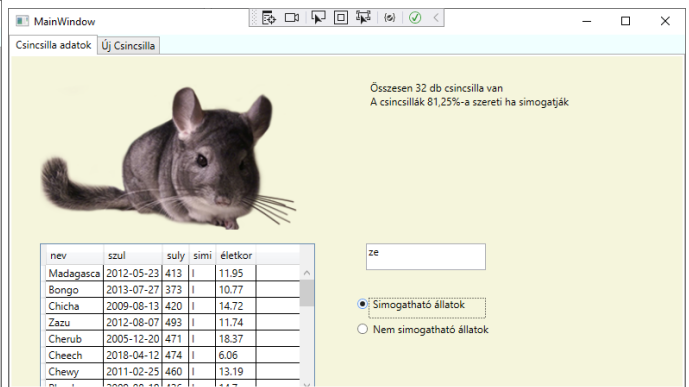 MainWindow
Csincsilla adatok Új Csincsilla
Összesen 32 db csincsilla van
A csincsillák 81,25%-a szereti ha simogatják
nev szul suly simi életkor
Madagasca 2012-05-23 413 I 11.95
Bongo 2013-07-27 373 I 10.77
Chicha 2009-08-13 420 I 14.72
Zazu 2012-08-07 493 I 11.74
Cherub 2005-12-20 471 I 18.37
Cheech 2018-04-12 474 I 6.06
Chewy 2011-02-25 460 I 13.19
ze
Simogatható állatok
Nem simogatható állatok